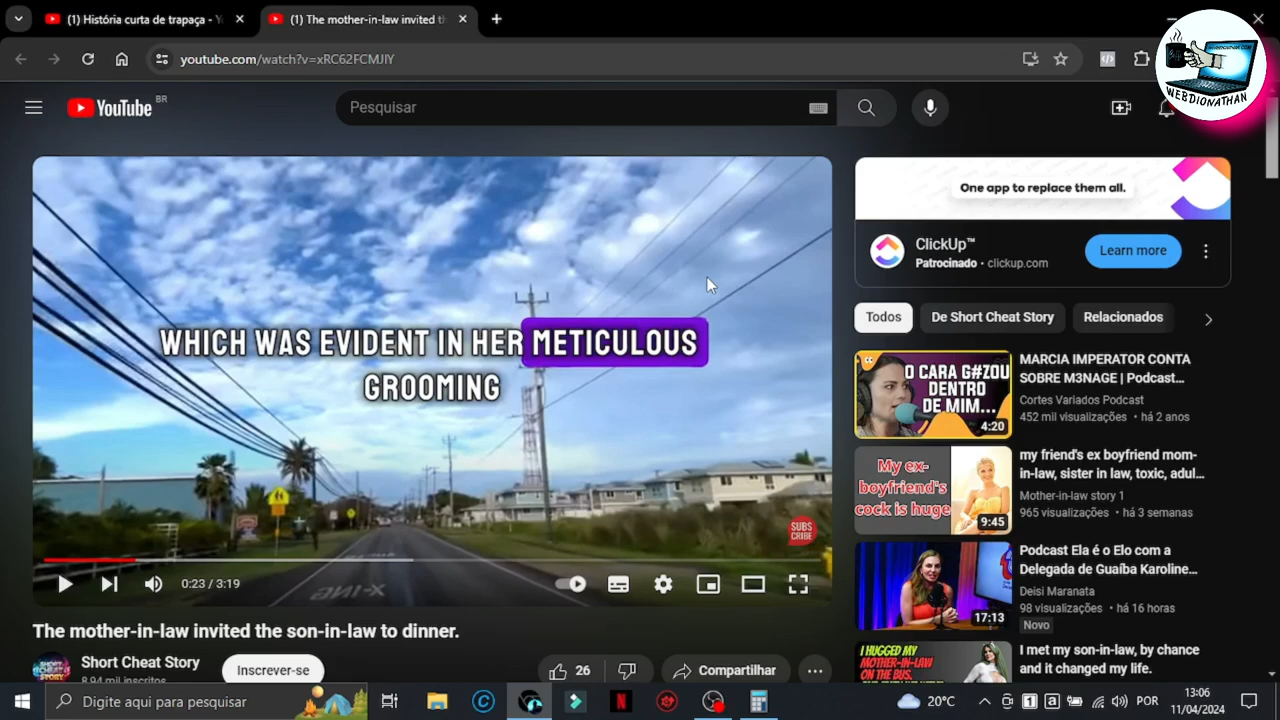 (1) História curta de trapaça - Y
(1) The mother-in-law invited t
youtube.com/watch?v=xRC62FCMJIY
WEBDIONATHAN
YouTube BR
Pesquisar
WHICH WAS EVIDENT IN HER METICULOUS
GROOMING
SUBS
CRIBE
0:23 / 3:19
The mother-in-law invited the son-in-law to dinner.
SHORT
CHEAT
STORY
Short Cheat Story
8,94 mil inscritos
Inscrever-se
26
Compartilhar
One app to replace them all.
ClickUp™
Patrocinado • clickup.com
Learn more
Todos
De Short Cheat Story
Relacionados
O CARA G#ZOU
DENTRO
DE MIM...
4:20
MARCIA IMPERATOR CONTA
SOBRE M3NAGE | Podcast...
Cortes Variados Podcast
452 mil visualizações • há 2 anos
My ex-
boyfriend's
cock is huge
9:45
my friend's ex boyfriend mom-
in-law, sister in law, toxic, adul...
Mother-in-law story 1
965 visualizações • há 3 semanas
17:13
Podcast Ela é o Elo com a
Delegada de Guaíba Karoline...
Deisi Maranata
98 visualizações • há 16 horas
Novo
I HUGGED MY
MOTHER-IN-LAW
ON THE BUS.
I met my son-in-law, by chance
and it changed my life.
Digite aqui para pesquisar
20°C
POR
13:06
11/04/2024